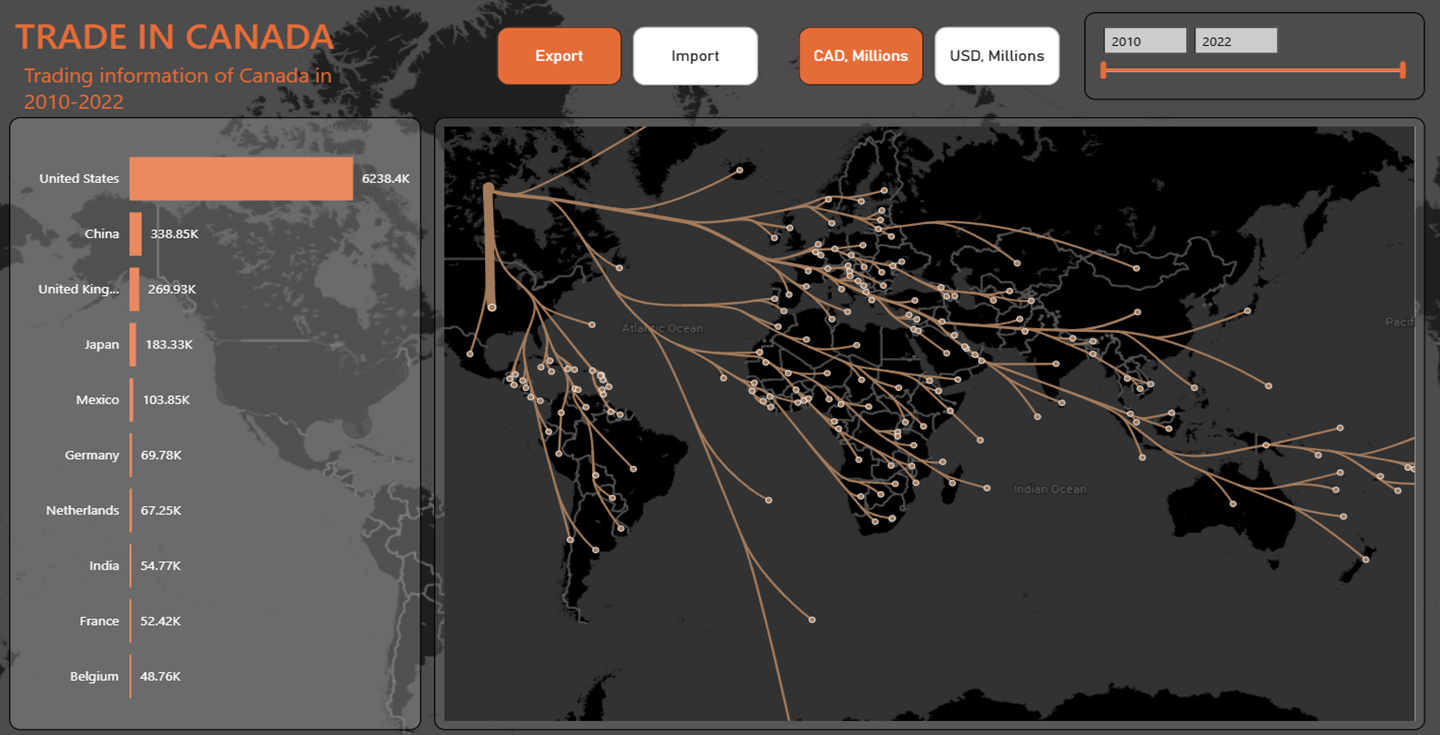 TRADE IN CANADA
Trading information of Canada in
2010-2022
Export
Import
CAD, Millions
USD, Millions
2010
2022
United States 6238.4K
China 338.85K
United King... 269.93K
Japan 183.33K
Mexico 103.85K
Germany 69.78K
Netherlands 67.25K
India 54.77K
France 52.42K
Belgium 48.76K
Atlantic Ocean
Pacif
Indian Ocean